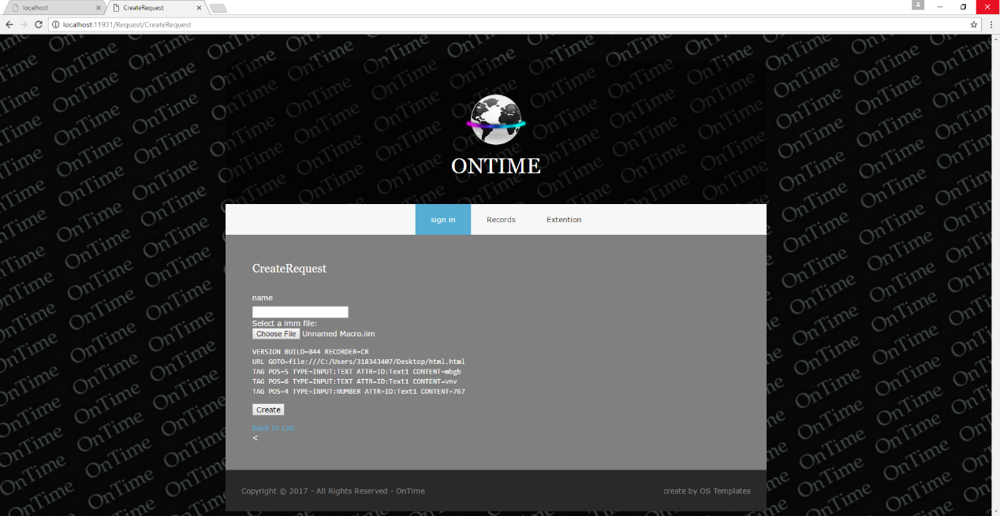 localhost
CreateRequest
localhost:11931/Request/CreateRequest
ONTIME
sign in Records Extention
CreateRequest
name
Select a imm file:
Choose File Unnamed Macro.iim
VERSION BUILD=844 RECORDER=CR
URL GOTO=file:///C:/Users/318343407/Desktop/html.html
TAG POS=5 TYPE=INPUT:TEXT ATTR=ID:Text1 CONTENT=mbgb
TAG POS=6 TYPE=INPUT:TEXT ATTR=ID:Text1 CONTENT=vnv
TAG POS=4 TYPE=INPUT:NUMBER ATTR=ID:Text1 CONTENT=767
Create
Back to List
<
Copyright © 2017 - All Rights Reserved - OnTime
create by OS Templates
OnTime